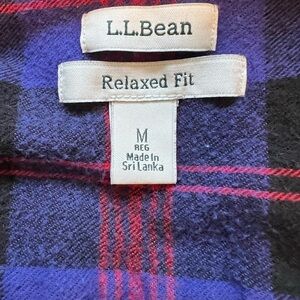 L.L.Bean
Relaxed Fit
M
REG
Made In
Sri Lanka